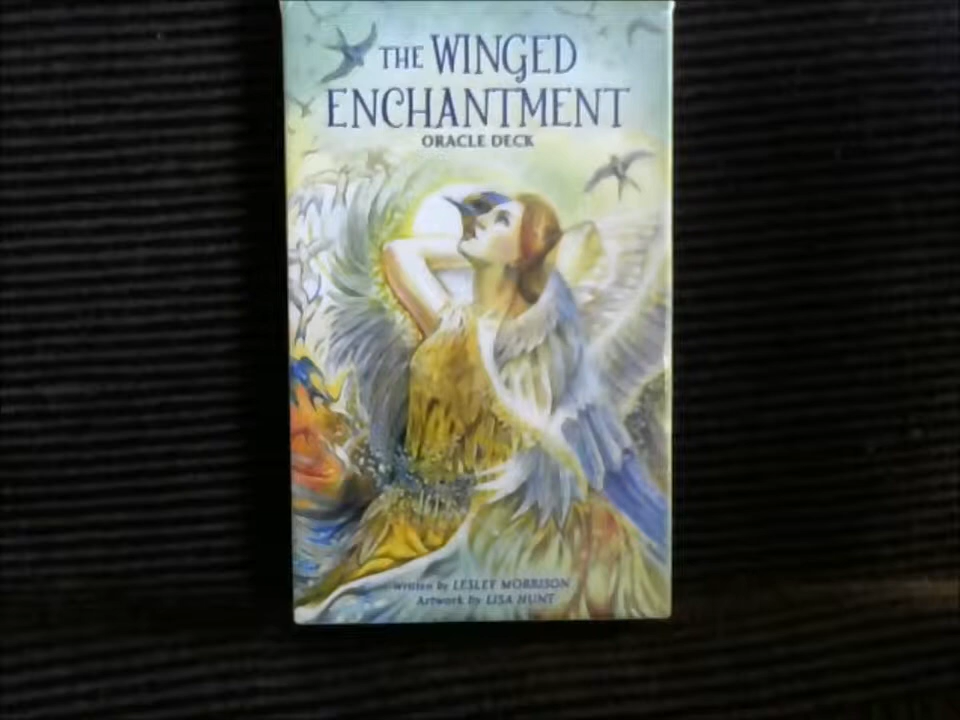 THE WINGED
ENCHANTMENT
ORACLE DECK
Written by LESLEY MORRISON
Artwork by LISA HUNT